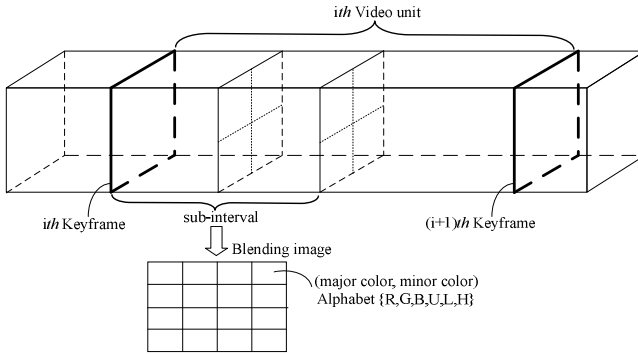 ith Video unit
ith Keyframe
sub-interval
(i+1)th Keyframe
Blending image
(major color, minor color)
Alphabet {R,G,B,U,L,H}